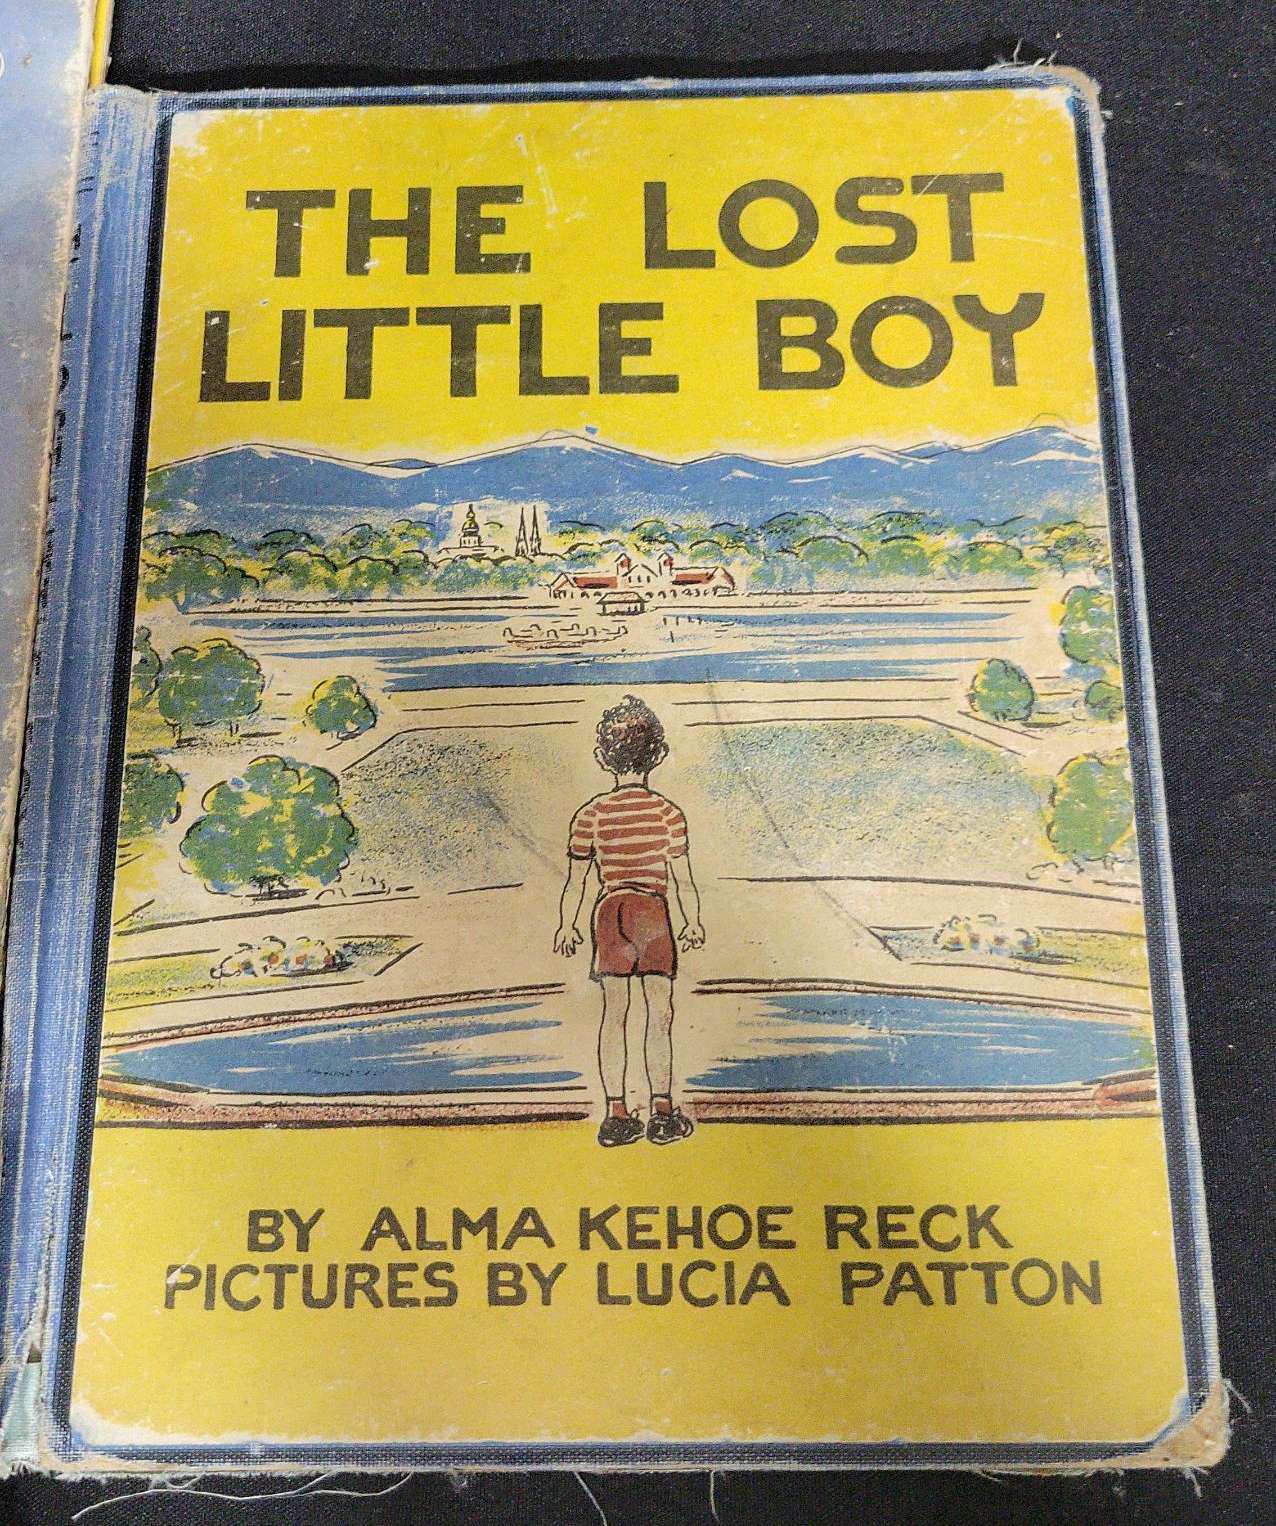 THE LOST
LITTLE BOY
BY ALMA KEHOE RECK
PICTURES BY LUCIA PATTON